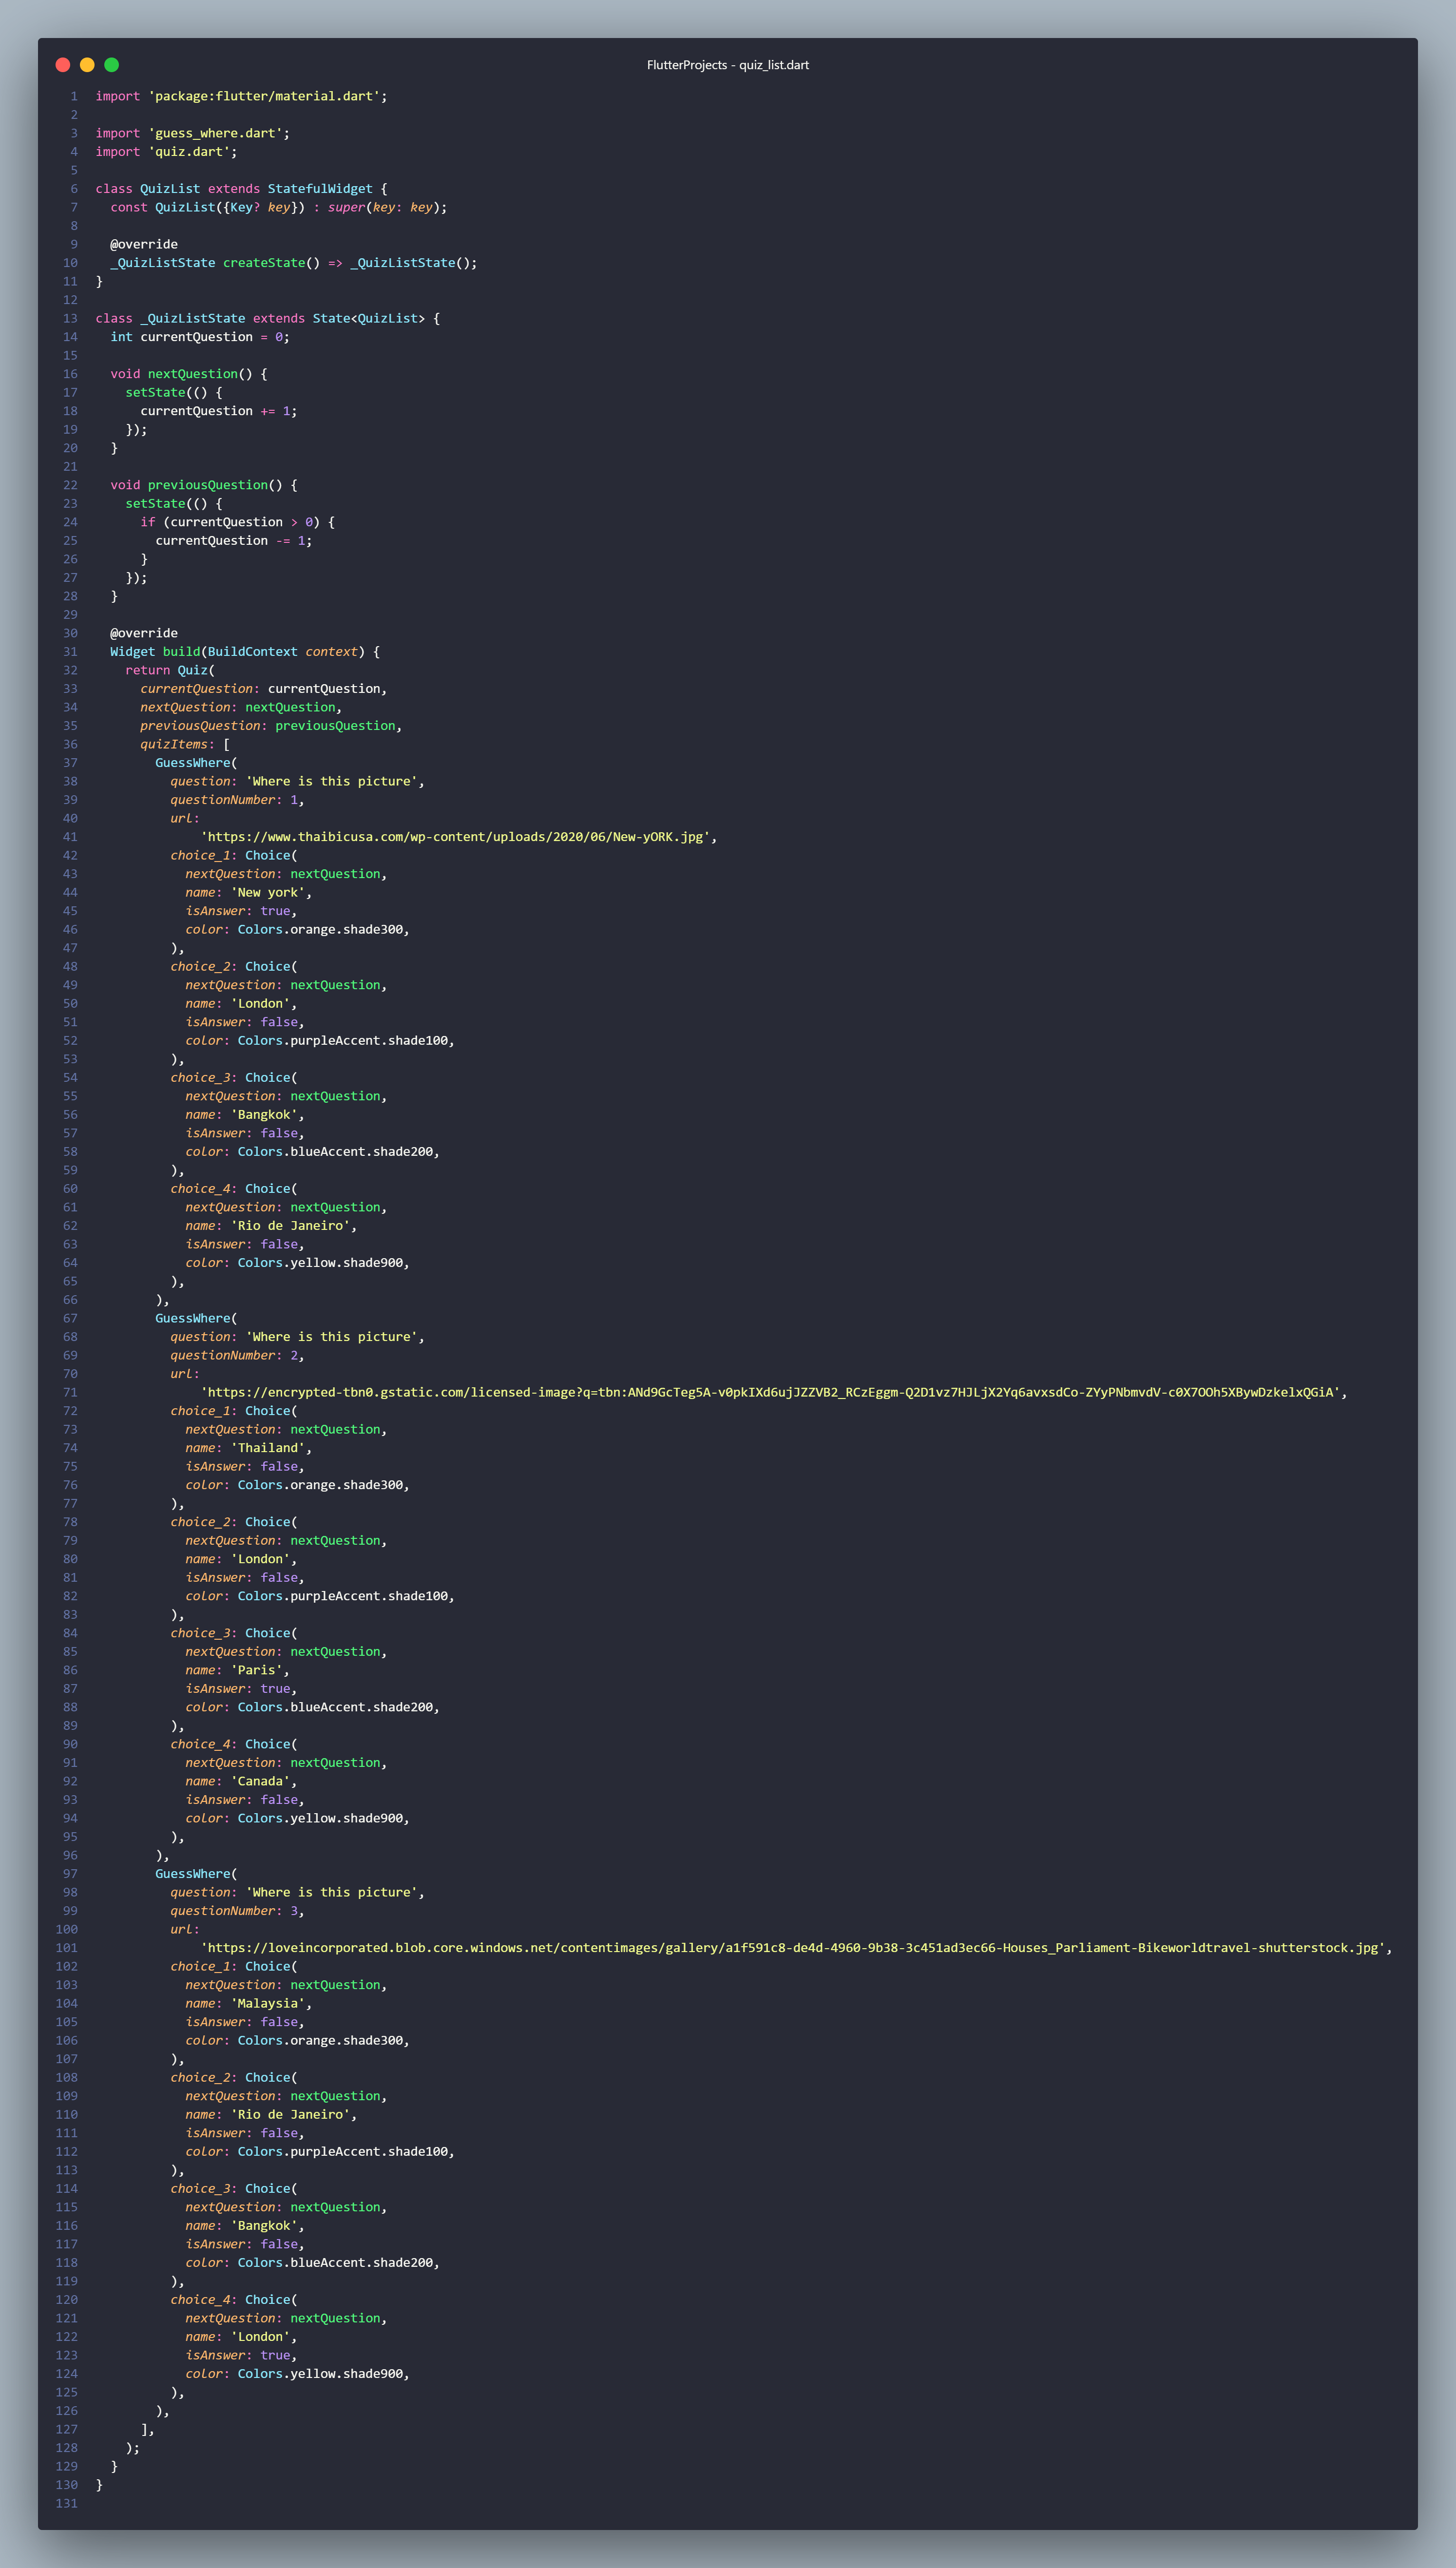 FlutterProjects - quiz_list.dart
1 import 'package:flutter/material.dart';
2
3 import 'guess_where.dart';
4 import 'quiz.dart';
5
6 class QuizList extends StatefulWidget {
7   const QuizList({Key? key}) : super(key: key);
8
9   @override
10   _QuizListState createState() => _QuizListState();
11 }
12
13 class _QuizListState extends State<QuizList> {
14   int currentQuestion = 0;
15
16   void nextQuestion() {
17     setState(() {
18       currentQuestion += 1;
19     });
20   }
21
22   void previousQuestion() {
23     setState(() {
24       if (currentQuestion > 0) {
25         currentQuestion -= 1;
26       }
27     });
28   }
29
30   @override
31   Widget build(BuildContext context) {
32     return Quiz(
33       currentQuestion: currentQuestion,
34       nextQuestion: nextQuestion,
35       previousQuestion: previousQuestion,
36       quizItems: [
37         GuessWhere(
38           question: 'Where is this picture',
39           questionNumber: 1,
40           url:
41               'https://www.thaibicusa.com/wp-content/uploads/2020/06/New-yORK.jpg',
42           choice_1: Choice(
43             nextQuestion: nextQuestion,
44             name: 'New york',
45             isAnswer: true,
46             color: Colors.orange.shade300,
47           ),
48           choice_2: Choice(
49             nextQuestion: nextQuestion,
50             name: 'London',
51             isAnswer: false,
52             color: Colors.purpleAccent.shade100,
53           ),
54           choice_3: Choice(
55             nextQuestion: nextQuestion,
56             name: 'Bangkok',
57             isAnswer: false,
58             color: Colors.blueAccent.shade200,
59           ),
60           choice_4: Choice(
61             nextQuestion: nextQuestion,
62             name: 'Rio de Janeiro',
63             isAnswer: false,
64             color: Colors.yellow.shade900,
65           ),
66         ),
67         GuessWhere(
68           question: 'Where is this picture',
69           questionNumber: 2,
70           url:
71               'https://encrypted-tbn0.gstatic.com/licensed-image?q=tbn:ANd9GcTeg5A-v0pkIXd6ujJZZVB2_RCzEggm-Q2D1vz7HJLjX2Yq6avxsdCo-ZYyPNbmvdV-c0X7OOh5XBywDzkelxQGiA',
72           choice_1: Choice(
73             nextQuestion: nextQuestion,
74             name: 'Thailand',
75             isAnswer: false,
76             color: Colors.orange.shade300,
77           ),
78           choice_2: Choice(
79             nextQuestion: nextQuestion,
80             name: 'London',
81             isAnswer: false,
82             color: Colors.purpleAccent.shade100,
83           ),
84           choice_3: Choice(
85             nextQuestion: nextQuestion,
86             name: 'Paris',
87             isAnswer: true,
88             color: Colors.blueAccent.shade200,
89           ),
90           choice_4: Choice(
91             nextQuestion: nextQuestion,
92             name: 'Canada',
93             isAnswer: false,
94             color: Colors.yellow.shade900,
95           ),
96         ),
97         GuessWhere(
98           question: 'Where is this picture',
99           questionNumber: 3,
100           url:
101               'https://loveincorporated.blob.core.windows.net/contentimages/gallery/a1f591c8-de4d-4960-9b38-3c451ad3ec66-Houses_Parliament-Bikeworldtravel-shutterstock.jpg',
102           choice_1: Choice(
103             nextQuestion: nextQuestion,
104             name: 'Malaysia',
105             isAnswer: false,
106             color: Colors.orange.shade300,
107           ),
108           choice_2: Choice(
109             nextQuestion: nextQuestion,
110             name: 'Rio de Janeiro',
111             isAnswer: false,
112             color: Colors.purpleAccent.shade100,
113           ),
114           choice_3: Choice(
115             nextQuestion: nextQuestion,
116             name: 'Bangkok',
117             isAnswer: false,
118             color: Colors.blueAccent.shade200,
119           ),
120           choice_4: Choice(
121             nextQuestion: nextQuestion,
122             name: 'London',
123             isAnswer: true,
124             color: Colors.yellow.shade900,
125           ),
126         ),
127       ],
128     );
129   }
130 }
131